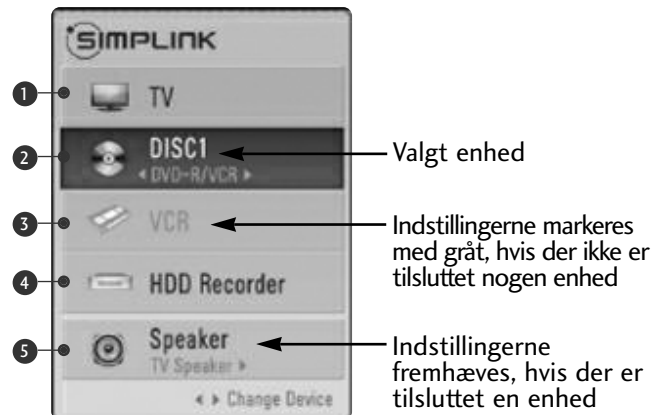 SIMPLINK
1 TV
2 DISC1
◂ DVD-R/VCR ▸
Valgt enhed
3 VCR
Indstillingerne markeres
med gråt, hvis der ikke er
tilsluttet nogen enhed
4 HDD Recorder
5 Speaker
TV Speaker ▸
Indstillingerne
fremhæves, hvis der er
tilsluttet en enhed
◂ ▸ Change Device